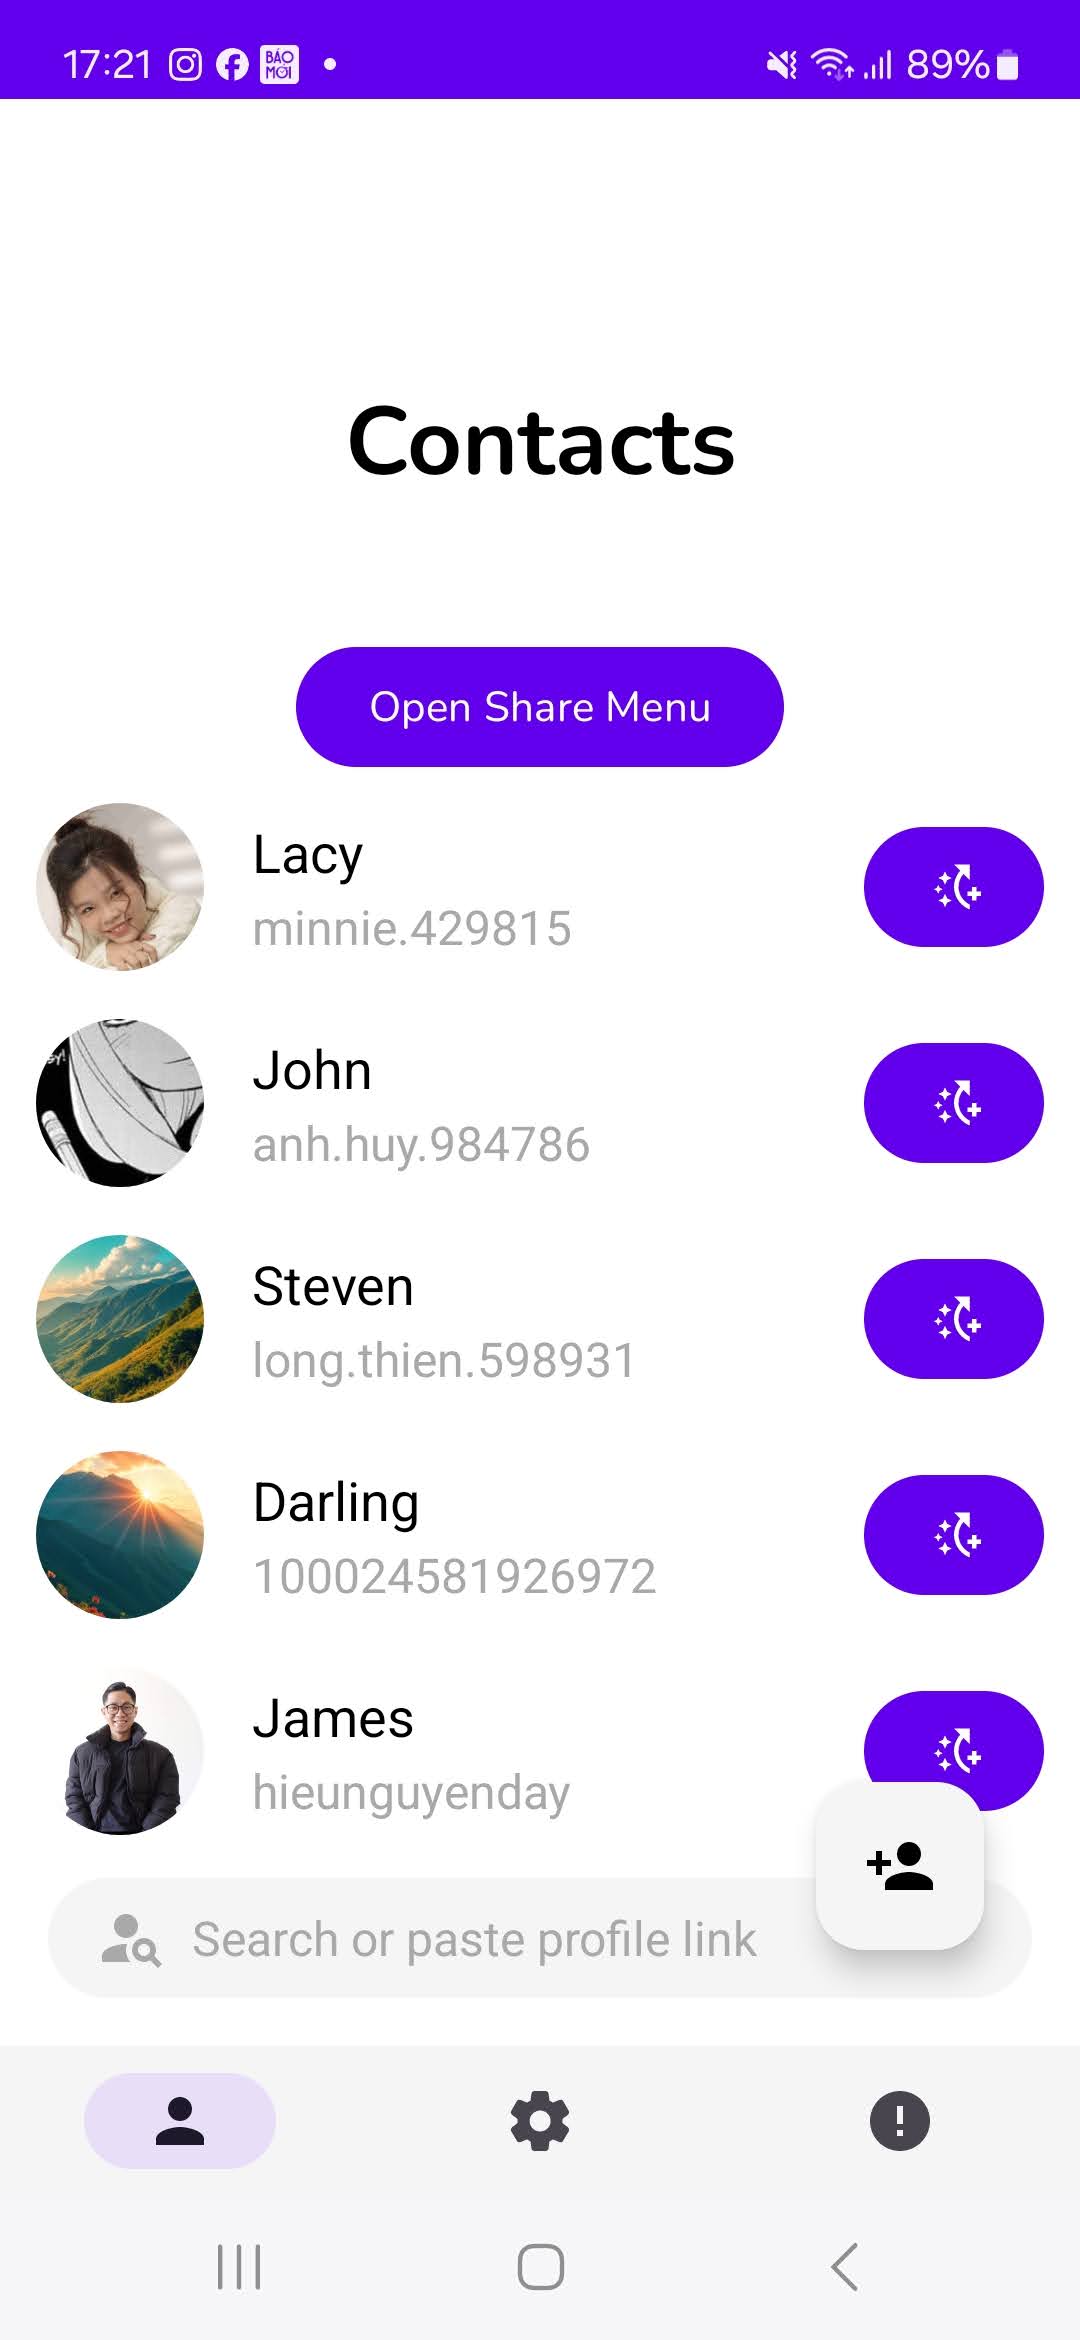 17:21
BÁO
MỚI
89%
Contacts
Open Share Menu
Lacy
minnie.429815
John
anh.huy.984786
Steven
long.thien.598931
Darling
100024581926972
James
hieunguyenday
Search or paste profile link